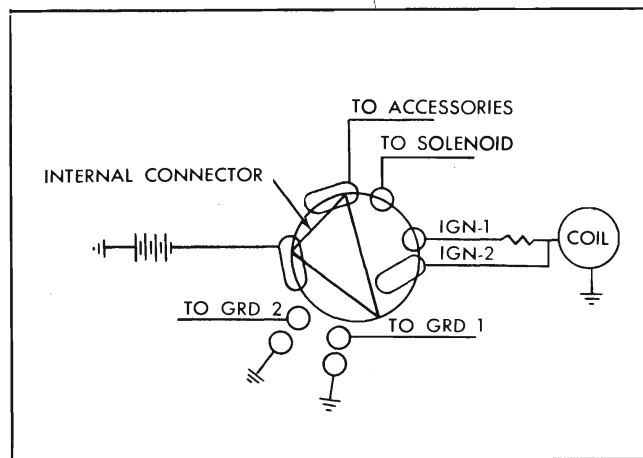 TO ACCESSORIES
TO SOLENOID
INTERNAL CONNECTOR
IGN-1
COIL
IGN-2
TO GRD 2
TO GRD 1